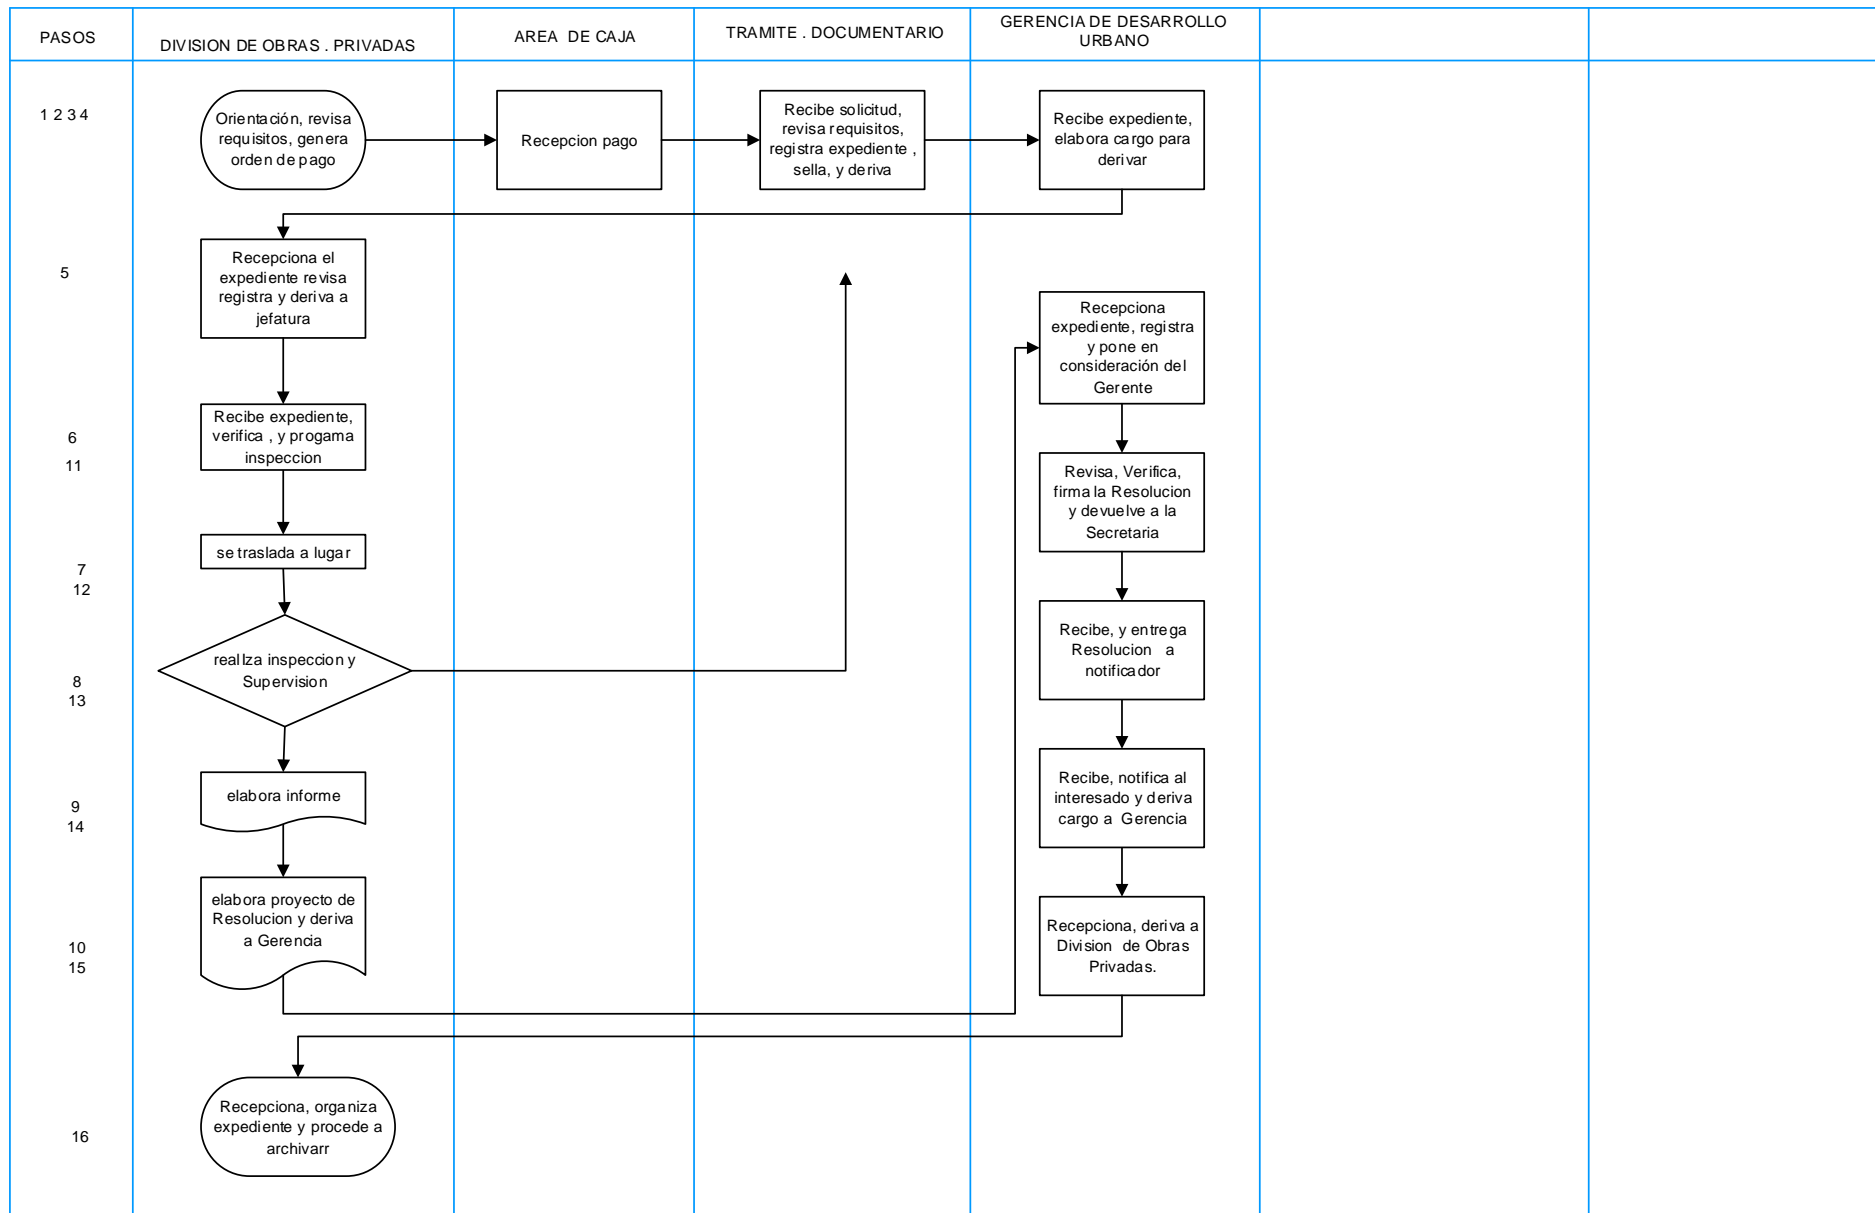 PASOS
DIVISION DE OBRAS . PRIVADAS
AREA DE CAJA
TRAMITE . DOCUMENTARIO
GERENCIA DE DESARROLLO
URBANO
1 2 3 4
Orientación, revisa
requisitos, genera
orden de pago
Recepcion pago
Recibe solicitud,
revisa requisitos,
registra expediente ,
sella, y deriva
Recibe expediente,
elabora cargo para
derivar
5
Recepciona el
expediente revisa
registra y deriva a
jefatura
Recepciona
expediente, registra
y pone en
consideración del
Gerente
6
11
Recibe expediente,
verifica , y progama
inspeccion
Revisa, Verifica,
firma la Resolucion
y devuelve a la
Secretaria
7
12
se traslada a lugar
Recibe, y entrega
Resolucion a
notificador
8
13
realIza inspeccion y
Supervision
Recibe, notifica al
interesado y deriva
cargo a Gerencia
9
14
elabora informe
10
15
elabora proyecto de
Resolucion y deriva
a Gerencia
Recepciona, deriva a
Division de Obras
Privadas.
16
Recepciona, organiza
expediente y procede a
archivarr